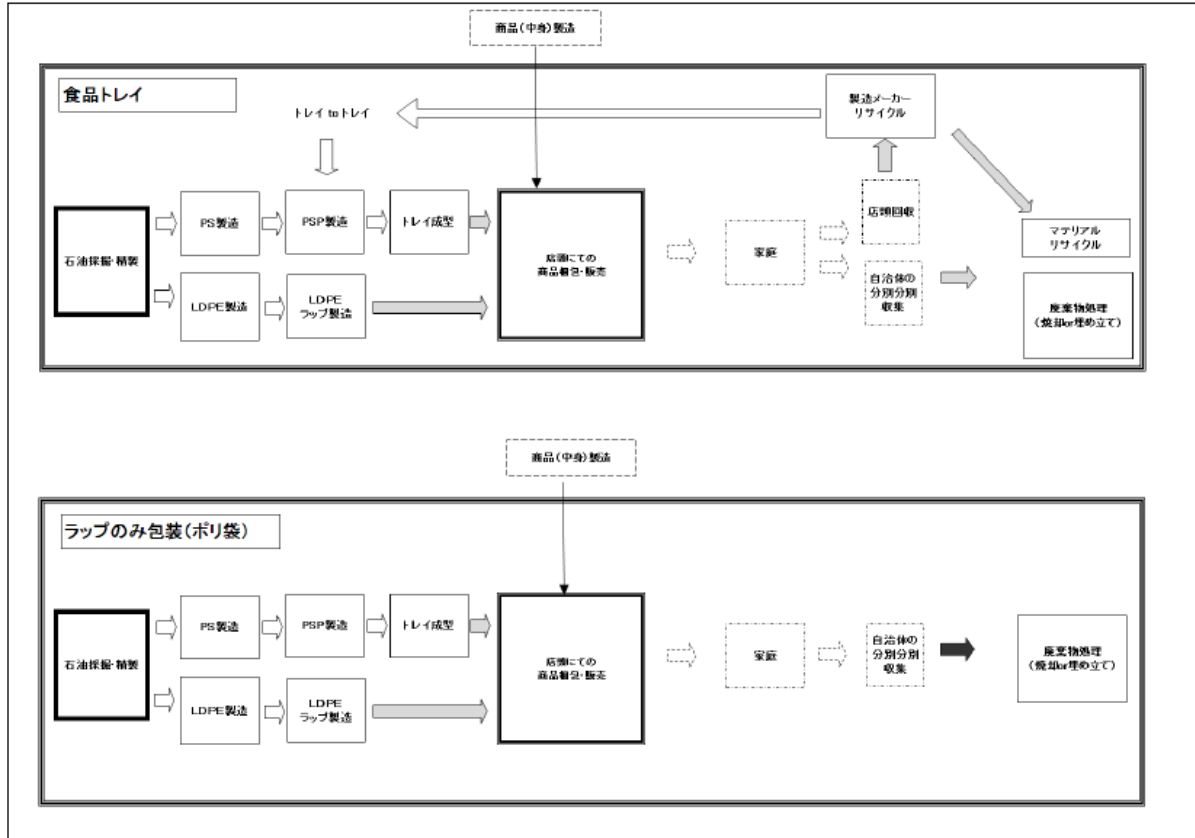 商品(中身)製造
食品トレイ
トレイtoトレイ
製造メーカー
リサイクル
石油採掘・精製
PS製造
PSP製造
トレイ成型
LDPE製造
LDPE
ラップ製造
店頭にての
商品梱包・販売
家庭
店頭回収
自治体の
分別分別
収集
マテリアル
リサイクル
廃棄物処理
(焼却or埋め立て)
商品(中身)製造
ラップのみ包装(ポリ袋)
石油採掘・精製
PS製造
PSP製造
トレイ成型
LDPE製造
LDPE
ラップ製造
店頭にての
商品梱包・販売
家庭
自治体の
分別分別
収集
廃棄物処理
(焼却or埋め立て)